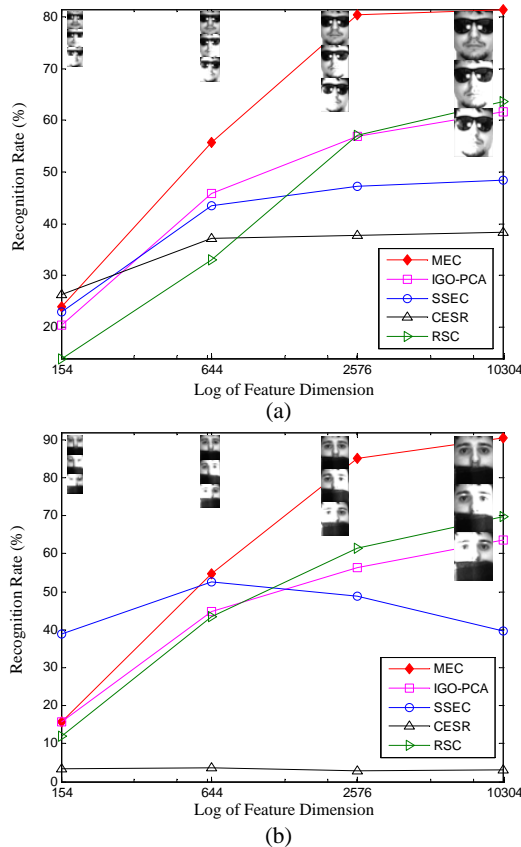 80
70
60
50
40
30
20
Recognition Rate (%)
MEC
IGO-PCA
SSEC
CESR
RSC
154 644 2576 10304
Log of Feature Dimension
(a)
90
80
70
60
50
40
30
20
10
0
Recognition Rate (%)
MEC
IGO-PCA
SSEC
CESR
RSC
154 644 2576 10304
Log of Feature Dimension
(b)